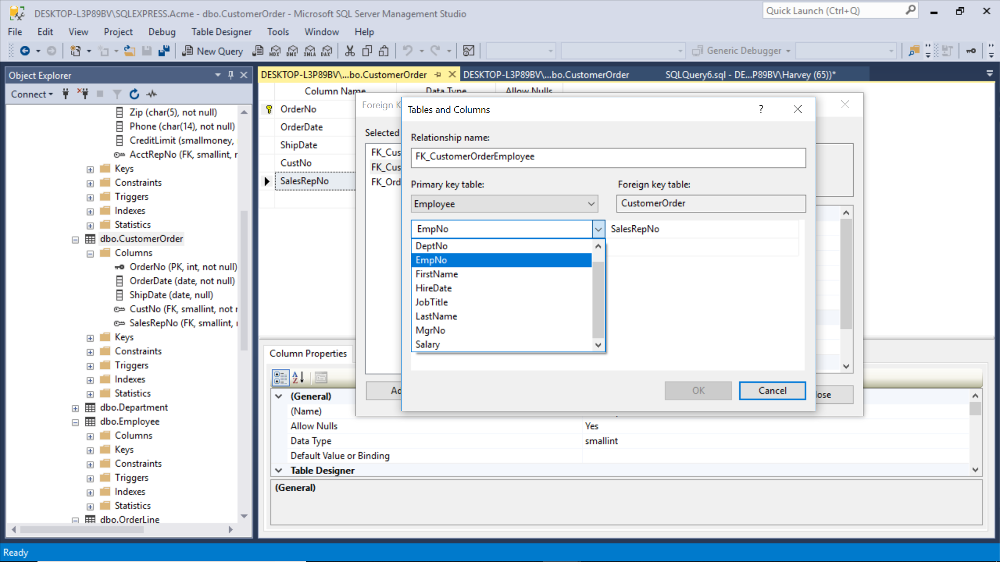 DESKTOP-L3P89BV\SQLEXPRESS.Acme - dbo.CustomerOrder - Microsoft SQL Server Management Studio
Quick Launch (Ctrl+Q)
File Edit View Project Debug Table Designer Tools Window Help
New Query MDX DMX XMLA DAX Generic Debugger
Object Explorer
DESKTOP-L3P89BV\...bo.CustomerOrder DESKTOP-L3P89BV\...bo.CustomerOrder SQLQuery6.sql - DE...P89BV\Harvey (65))*
Connect
Zip (char(5), not null)
Phone (char(14), not null)
CreditLimit (smallmoney,
AcctRepNo (FK, smallint, r
Keys
Constraints
Triggers
Indexes
Statistics
dbo.CustomerOrder
Columns
OrderNo (PK, int, not null)
OrderDate (date, not null)
ShipDate (date, null)
CustNo (FK, smallint, not r
SalesRepNo (FK, smallint, r
Keys
Constraints
Triggers
Indexes
Statistics
dbo.Department
dbo.Employee
Columns
Keys
Constraints
Triggers
Indexes
Statistics
dbo.OrderLine
Column Name Data Type Allow Nulls
OrderNo
OrderDate
ShipDate
CustNo
SalesRepNo
Foreign K
Selected
FK_Cus
FK_Cus
FK_Ord
Ad
lose
Tables and Columns
?
Relationship name:
FK_CustomerOrderEmployee
Primary key table: Foreign key table:
Employee CustomerOrder
EmpNo SalesRepNo
DeptNo
EmpNo
FirstName
HireDate
JobTitle
LastName
MgrNo
Salary
OK Cancel
Column Properties
(General)
(Name)
Allow Nulls Yes
Data Type smallint
Default Value or Binding
Table Designer
(General)
Ready